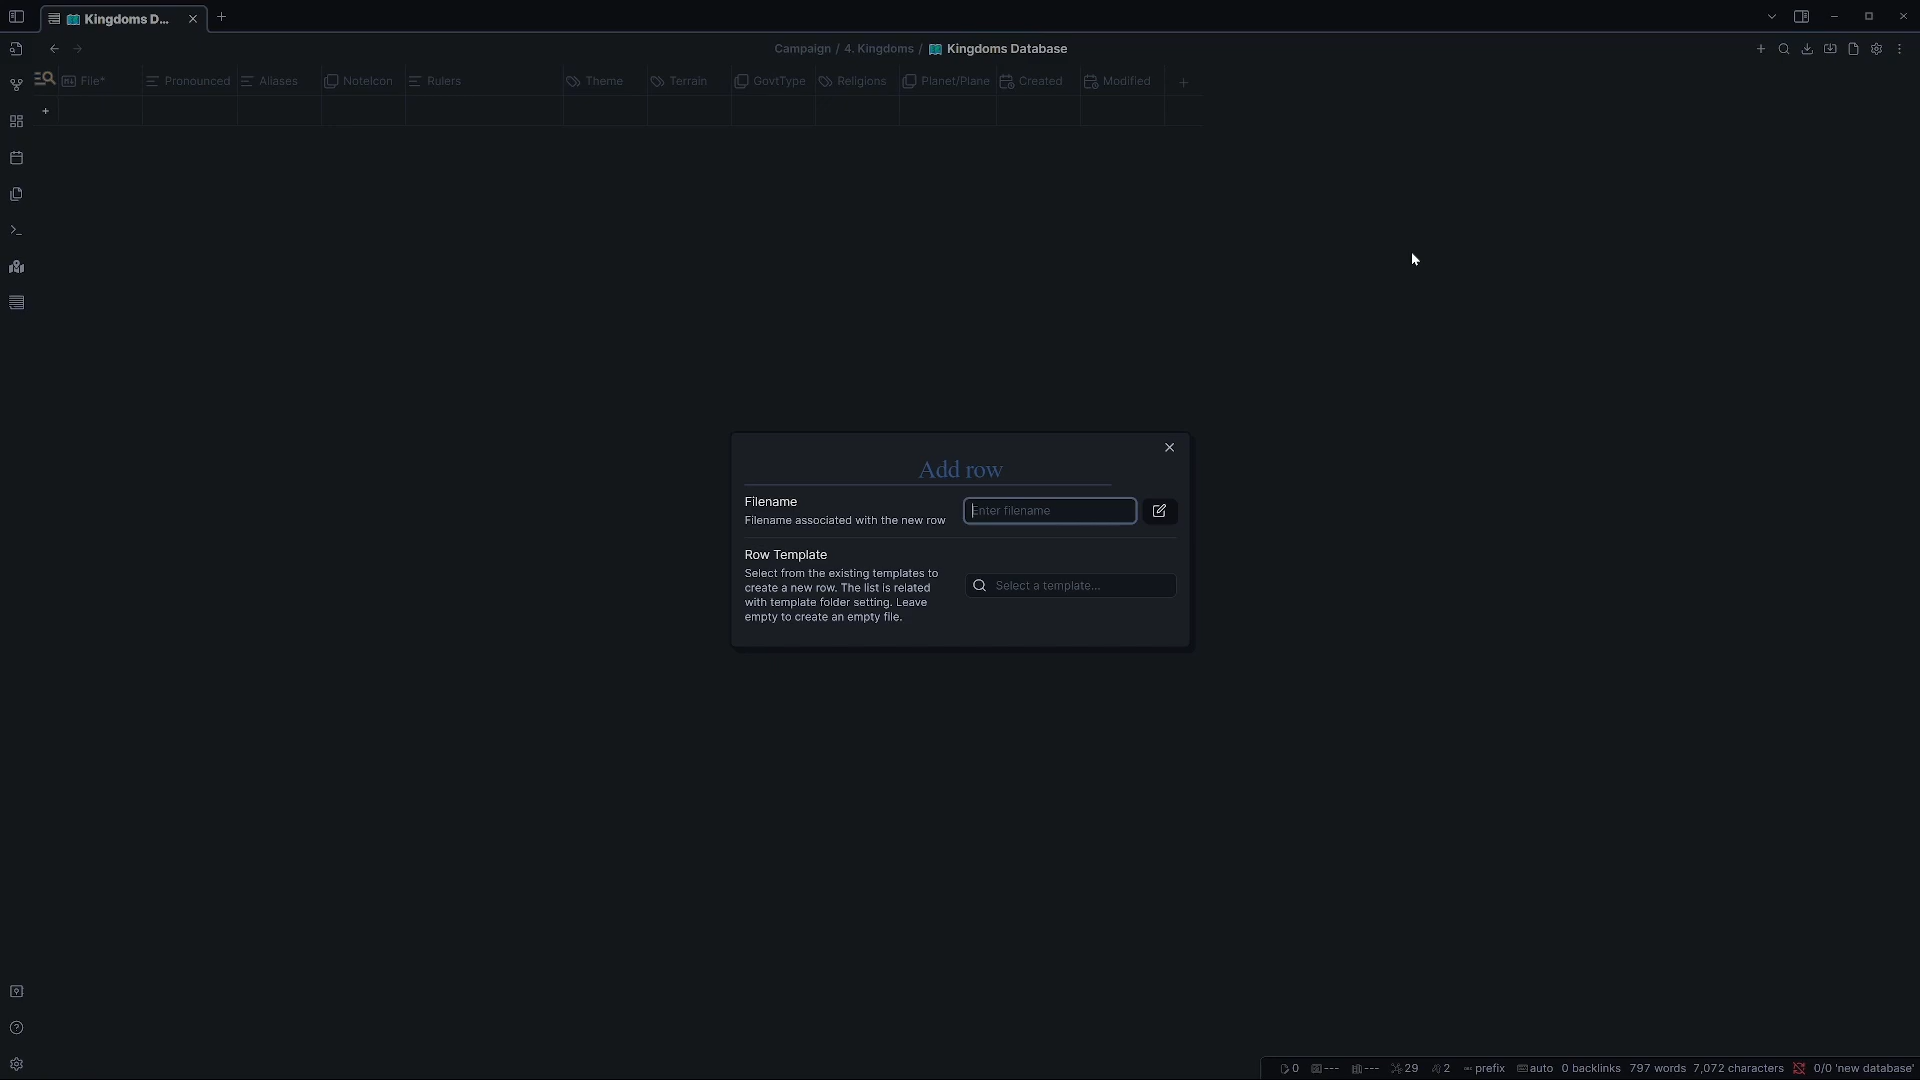 Kingdoms D...
Campaign / 4. Kingdoms / Kingdoms Database
File* Pronounced Aliases NoteIcon Rulers Theme Terrain GovtType Religions Planet/Plane Created Modified
Add row
Filename
Filename associated with the new row
Enter filename
Row Template
Select from the existing templates to
create a new row. The list is related
with template folder setting. Leave
empty to create an empty file.
Select a template...
0 --- --- 29 2 prefix auto 0 backlinks 797 words 7,072 characters 0/0 'new database'